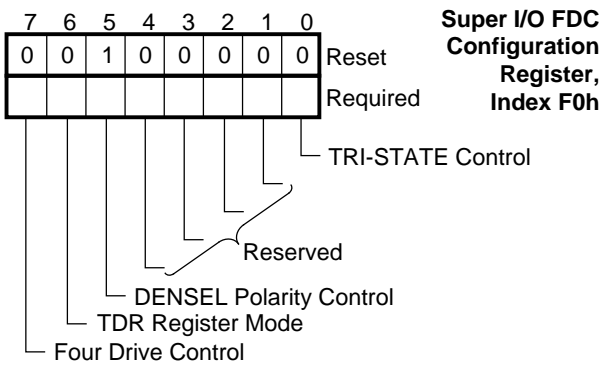 7 6 5 4 3 2 1 0
0 0 1 0 0 0 0 0 Reset
Required
Super I/O FDC
Configuration
Register,
Index F0h
TRI-STATE Control
Reserved
DENSEL Polarity Control
TDR Register Mode
Four Drive Control